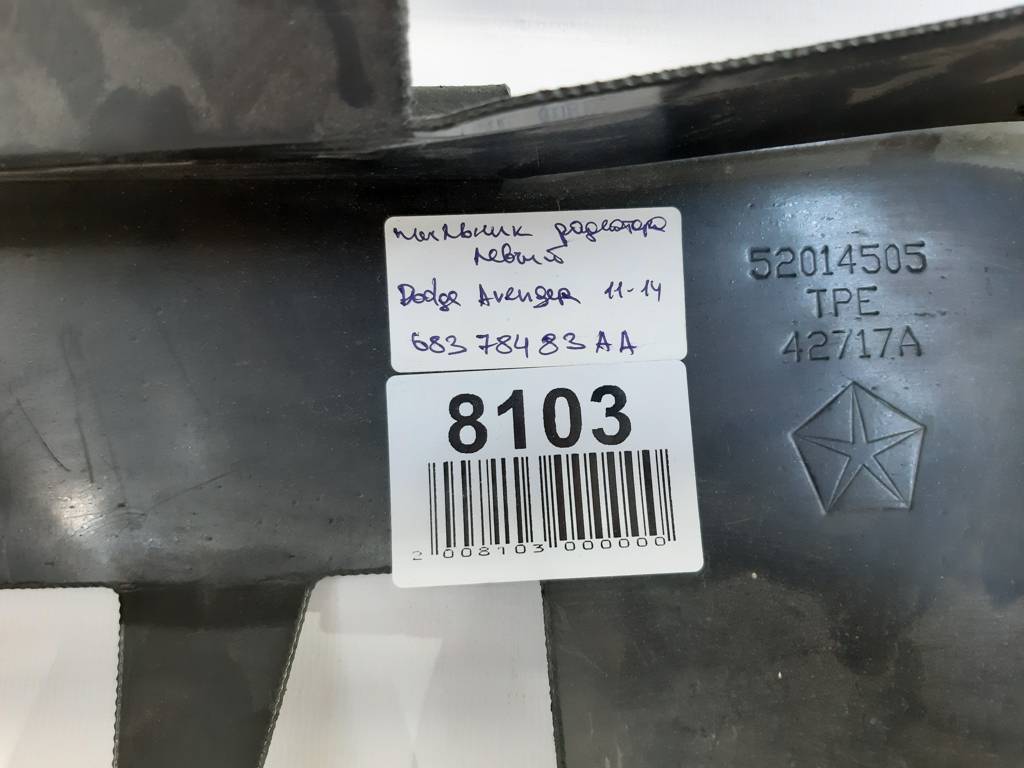 пыльник радиатора
левый
Dodge Avenger 11-14
68378483AA
8103
2 008103 000000
52014505
TPE
42717A